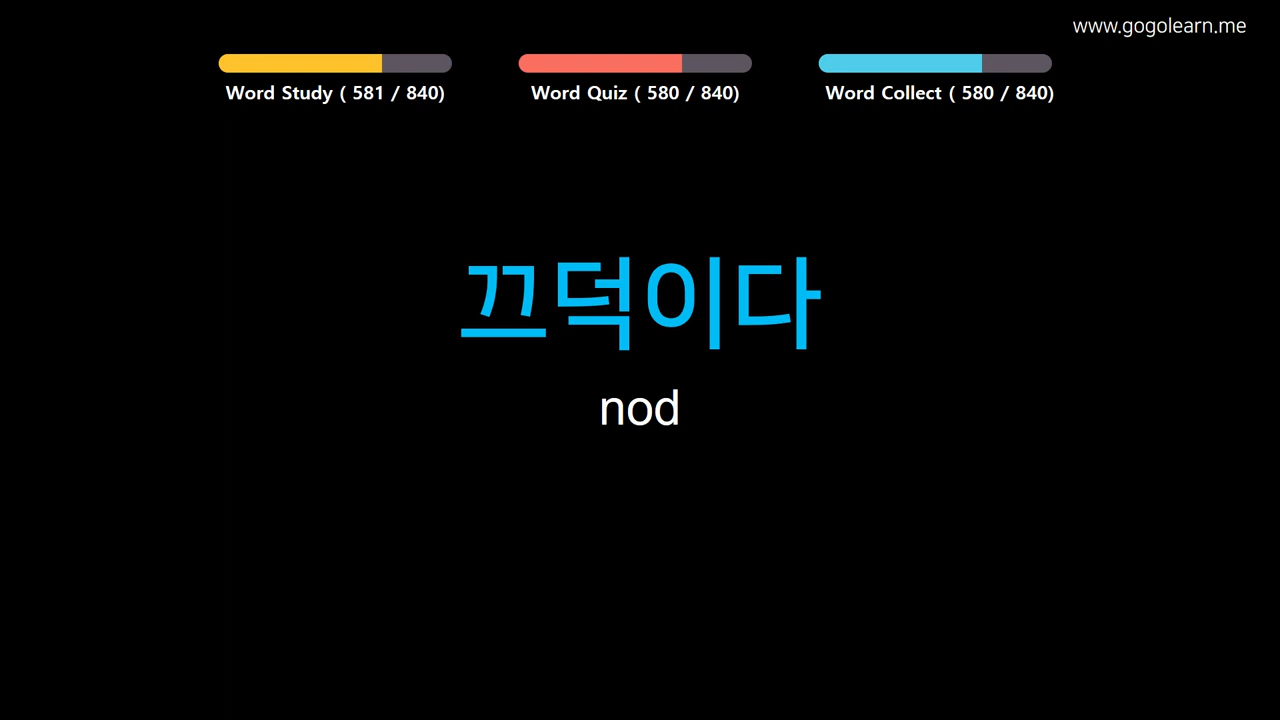 www.gogolearn.me
Word Study ( 581 / 840) Word Quiz ( 580 / 840) Word Collect ( 580 / 840)
끄덕이다
nod